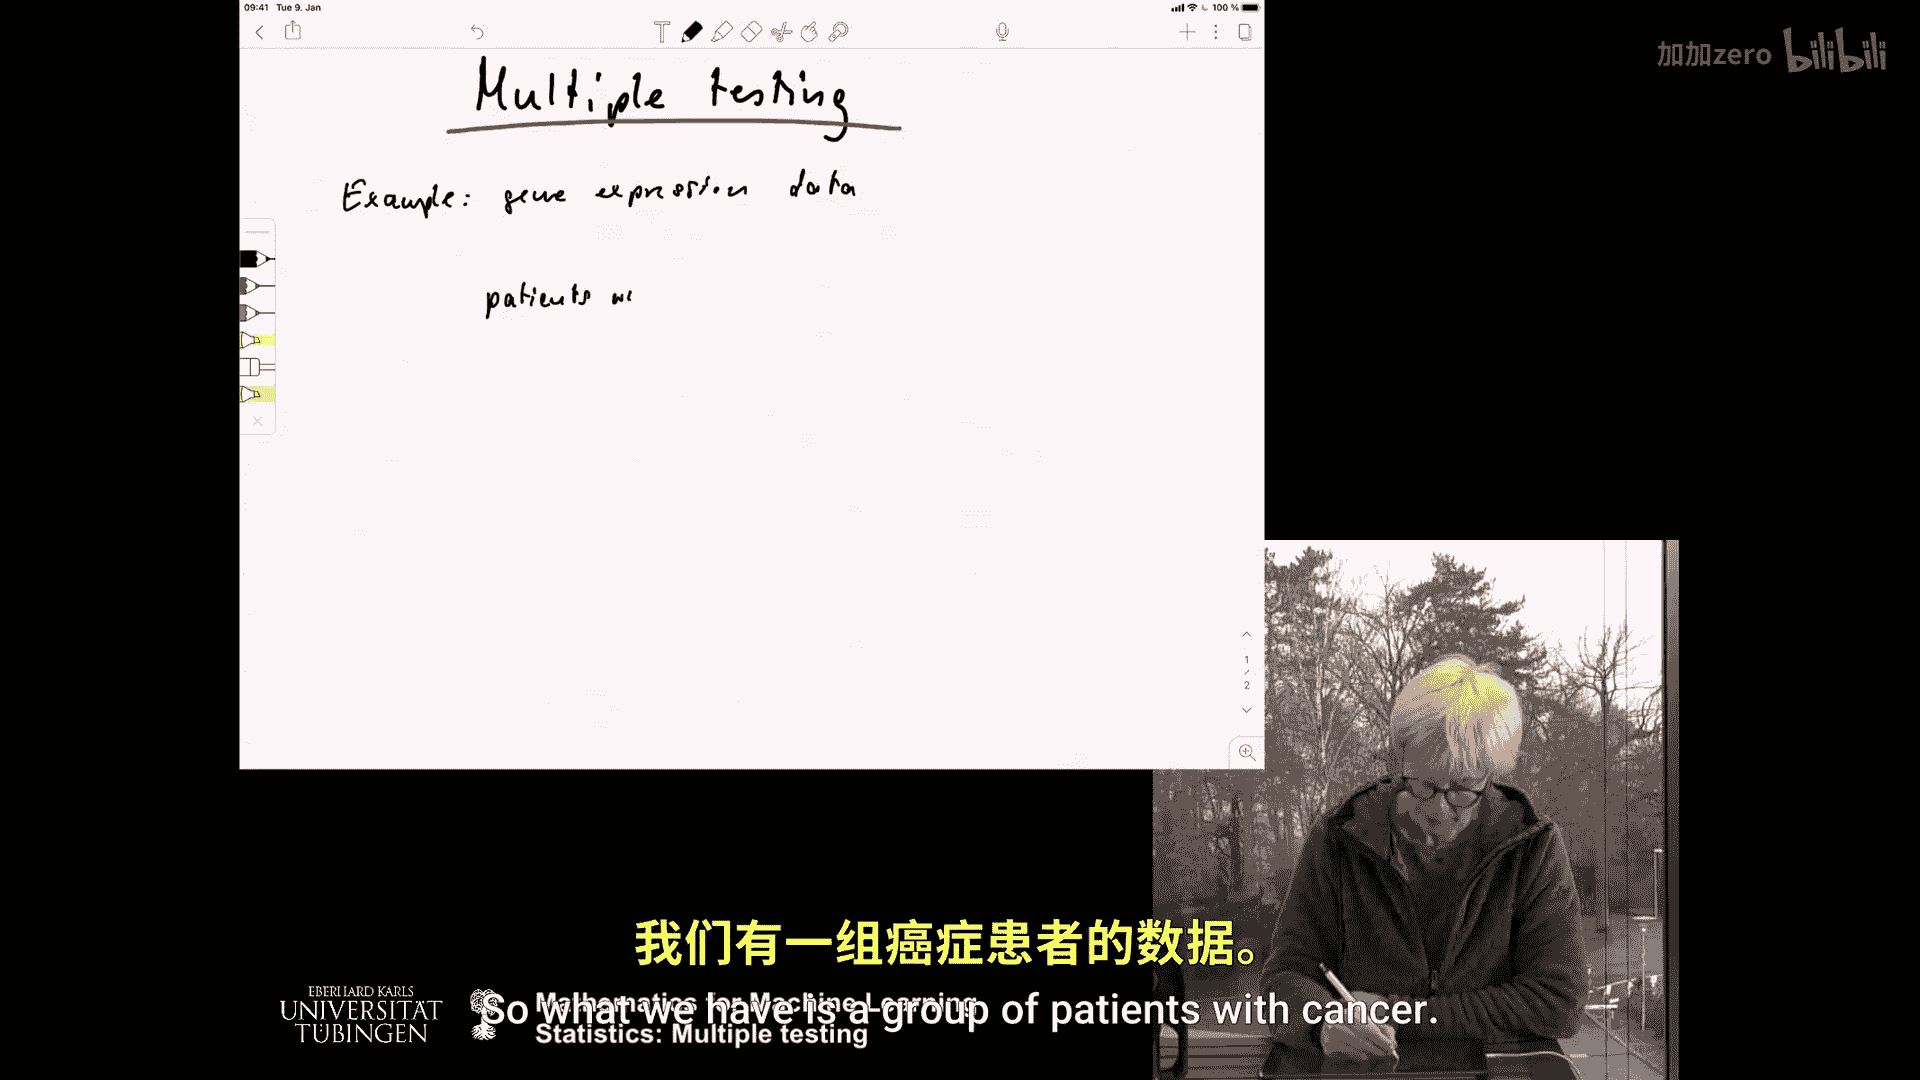 09:41 Tue 9. Jan
100 %
加加zero bilibili
Multiple testing
Example: gene expression data
patients wi
1
/
2
我们有一组癌症患者的数据。
So what we have is a group of patients with cancer.
EBERHARD KARLS
UNIVERSITÄT
TÜBINGEN
Mathematics for Machine Learning
Statistics: Multiple testing